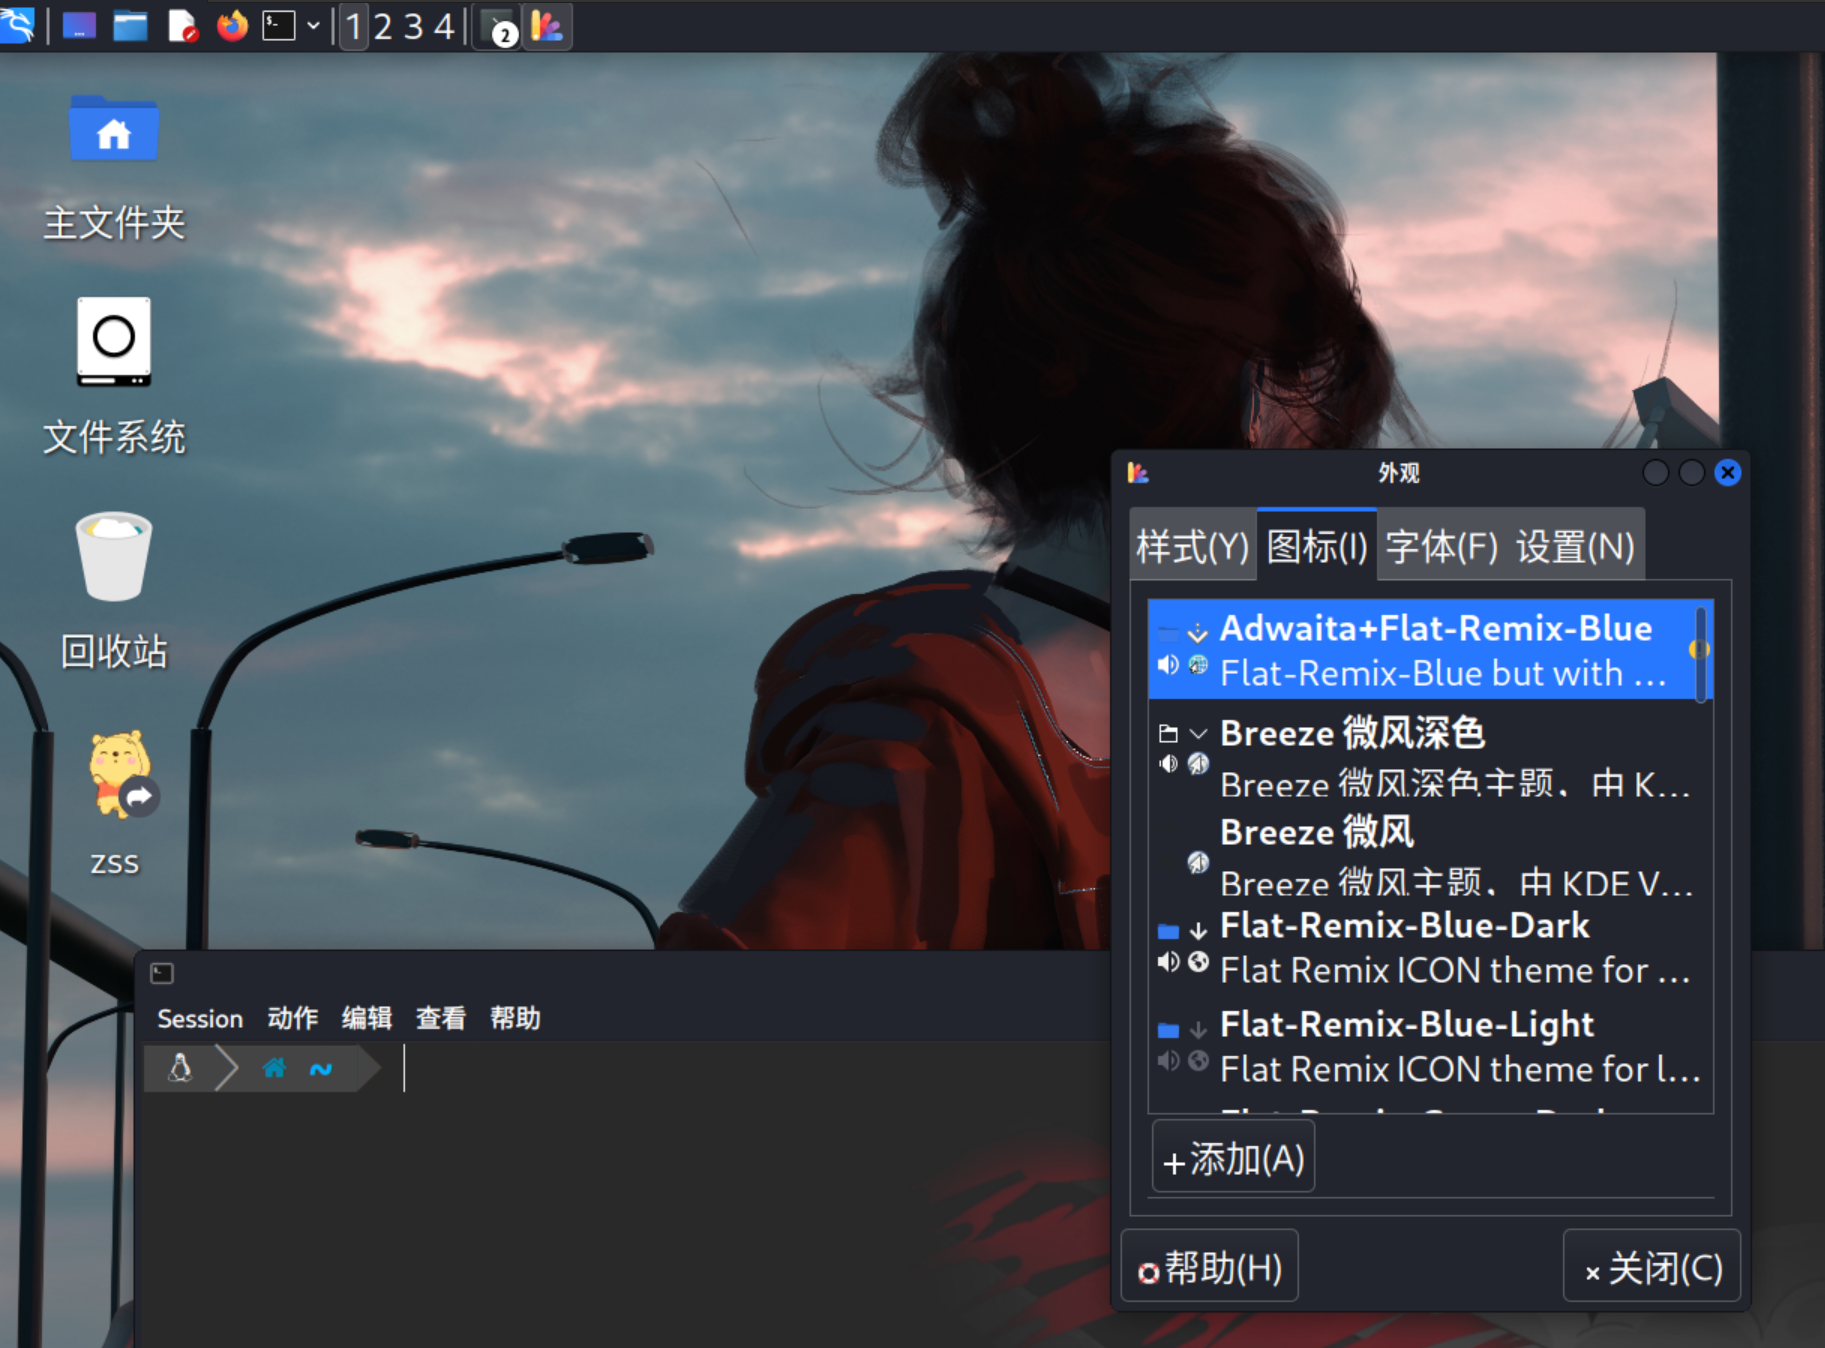 1 2 3 4
2
主文件夹
文件系统
回收站
zss
外观
样式(Y) 图标(I) 字体(F) 设置(N)
Adwaita+Flat-Remix-Blue
Flat-Remix-Blue but with ...
Breeze 微风深色
Breeze 微风深色主题，由 K...
Breeze 微风
Breeze 微风主题，由 KDE V...
Flat-Remix-Blue-Dark
Flat Remix ICON theme for ...
Flat-Remix-Blue-Light
Flat Remix ICON theme for l...
+添加(A)
帮助(H)
×关闭(C)
Session 动作 编辑 查看 帮助
~